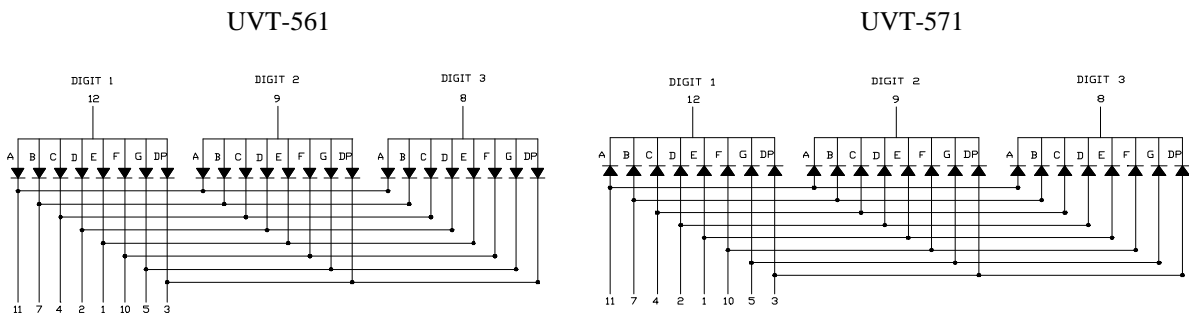 UVT-561
UVT-571
DIGIT 1
12
DIGIT 2
9
DIGIT 3
8
A B C D E F G DP
A B C D E F G DP
A B C D E F G DP
11 7 4 2 1 10 5 3
DIGIT 1
12
DIGIT 2
9
DIGIT 3
8
A B C D E F G DP
A B C D E F G DP
A B C D E F G DP
11 7 4 2 1 10 5 3